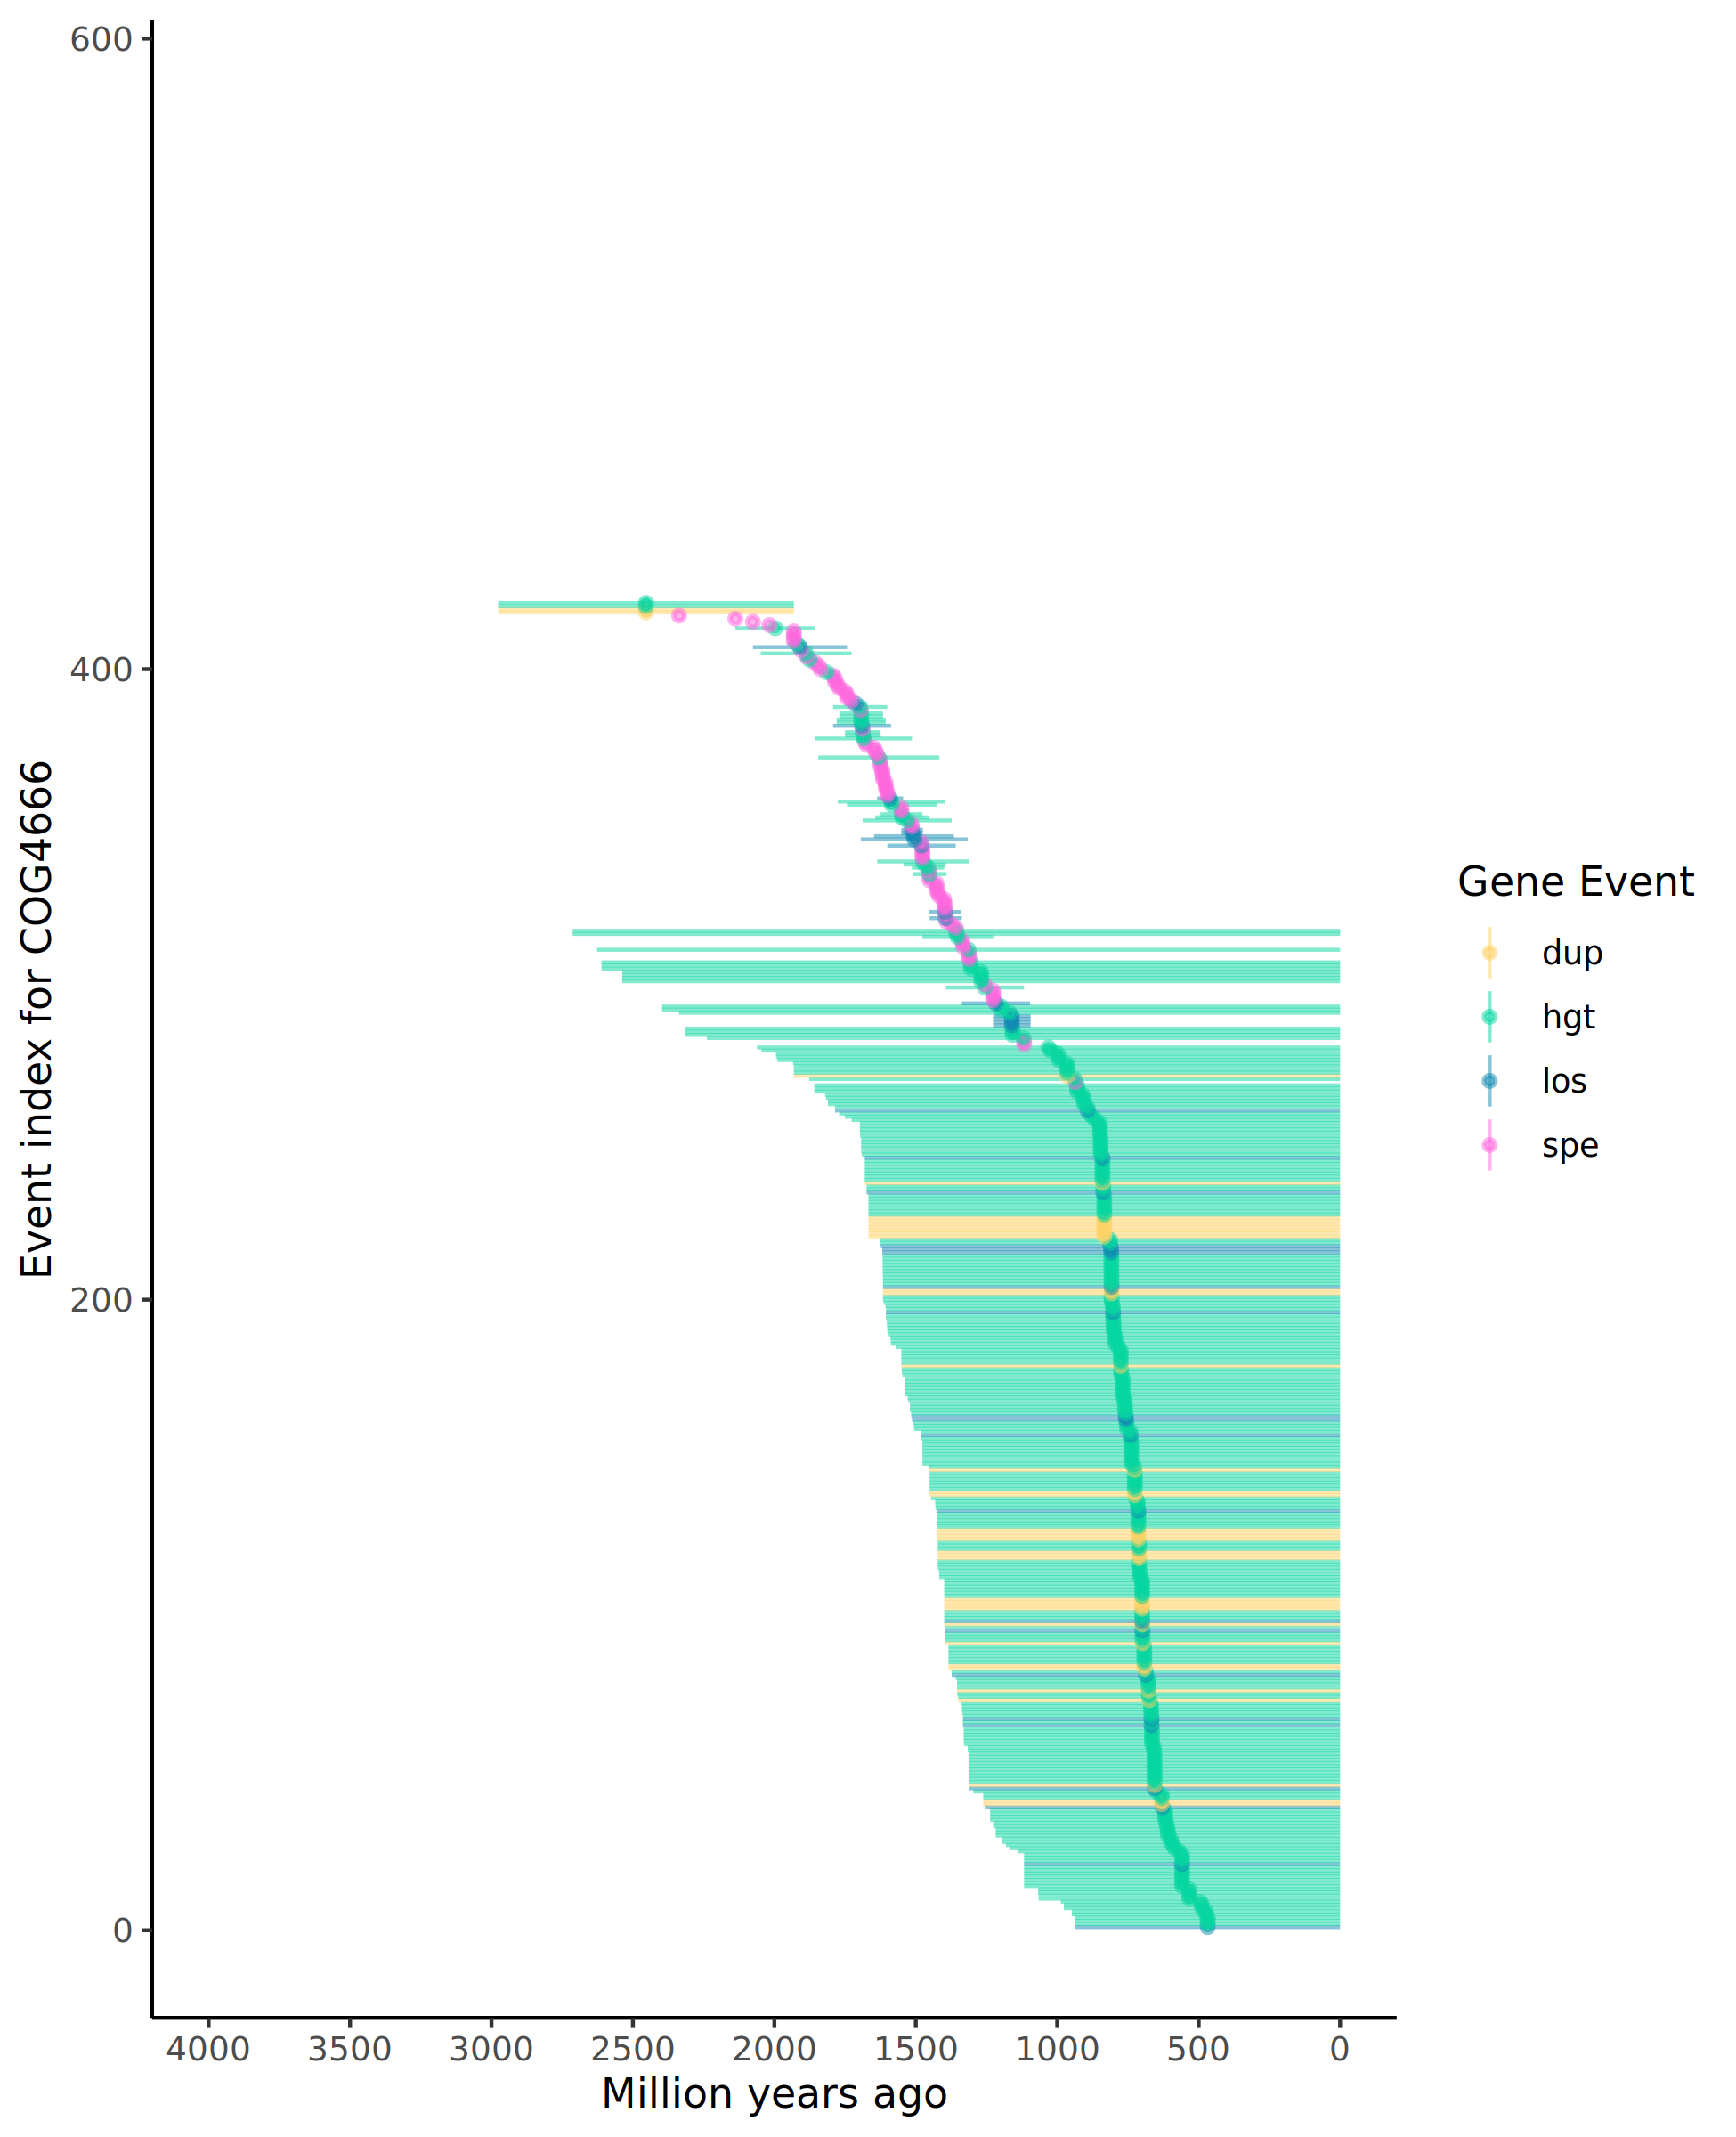 600
400
200
0
Event index for COG4666
4000 3500 3000 2500 2000 1500 1000 500 0
Million years ago
Gene Event
dup
hgt
los
spe